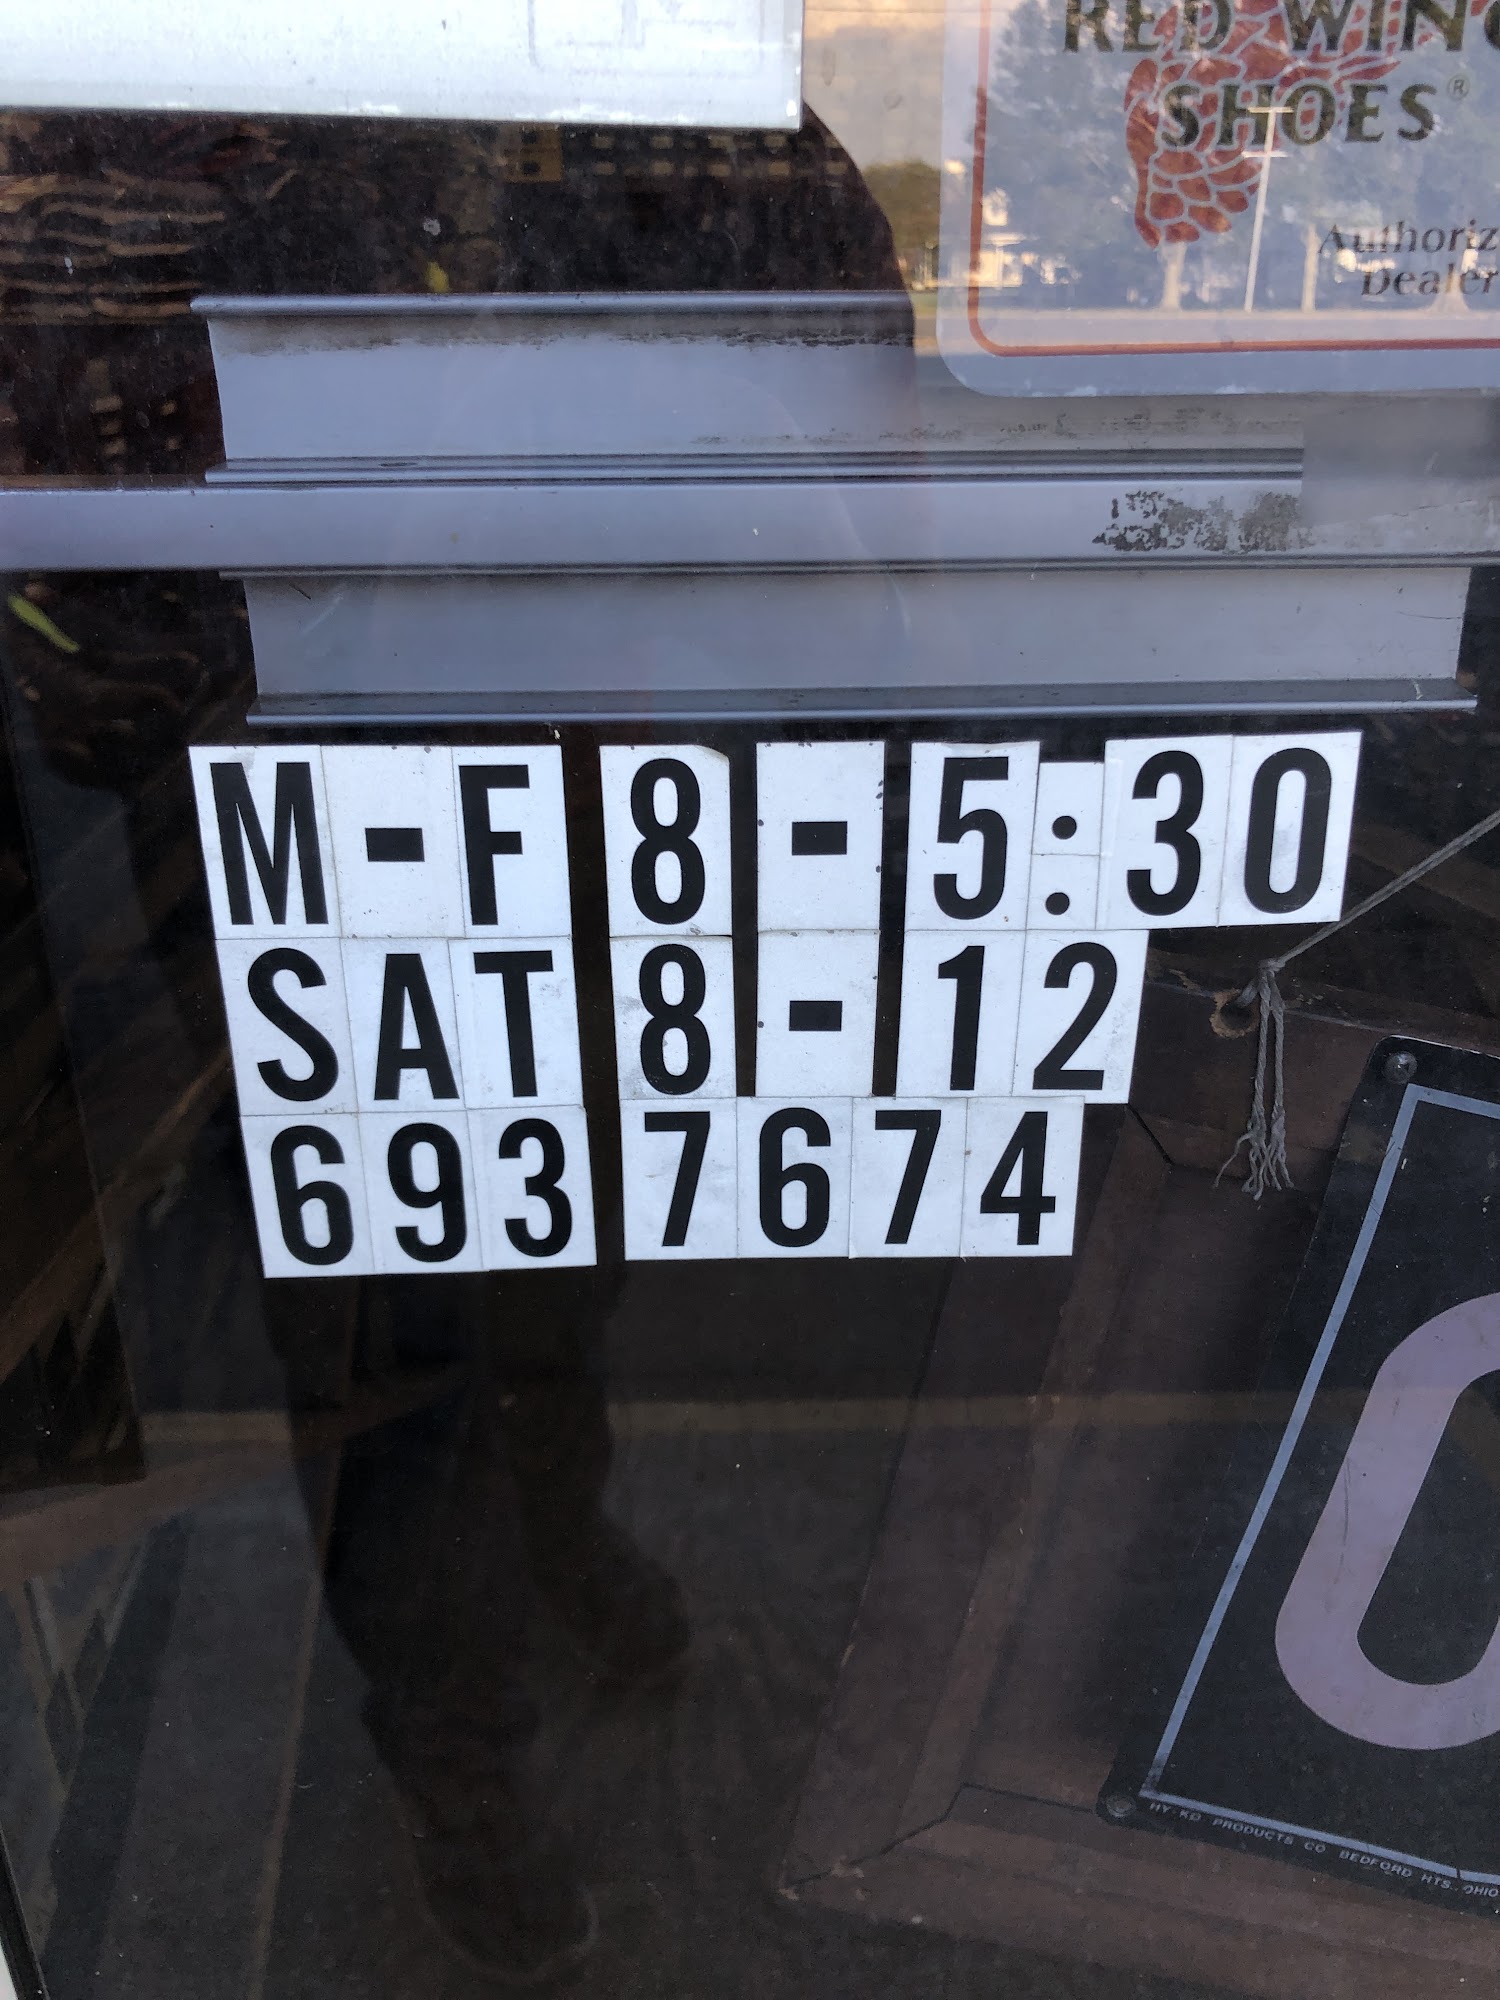 RED WING
SHOES®
Authoriz
Dealer
M-F 8-5:30
SAT 8-12
693 7674
HY-KO PRODUCTS CO BEDFORD HTS., OHIO